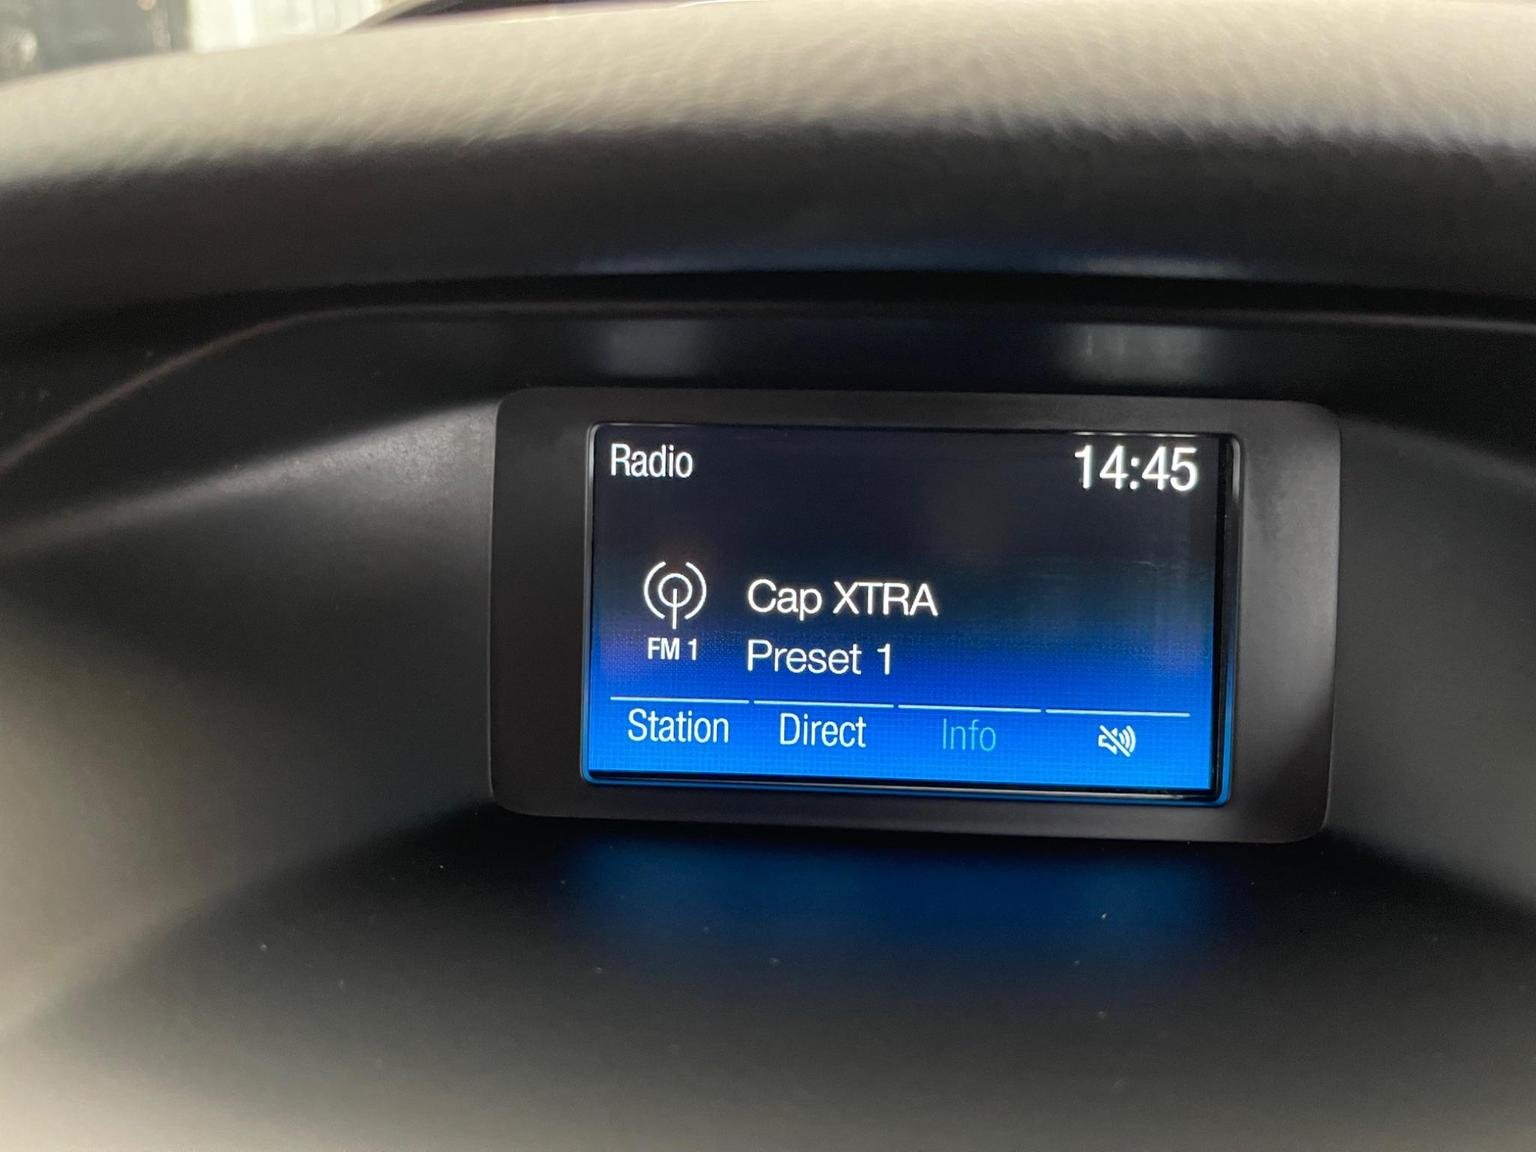 Radio 14:45
Cap XTRA
FM 1 Preset 1
Station Direct Info